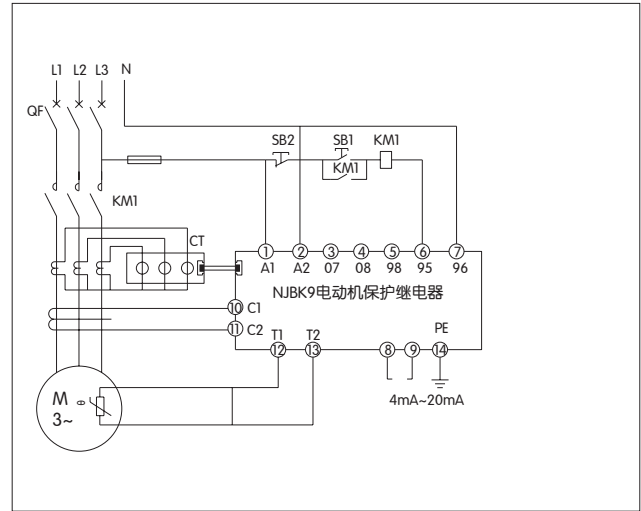 L1 L2 L3 N
QF
SB2 SB1 KM1
KM1
KM1
CT
1 2 3 4 5 6 7
A1 A2 07 08 98 95 96
NJBK9电动机保护继电器
10 C1
11 C2
T1 T2 PE
12 13 8 9 14
M θ
3~
4mA~20mA